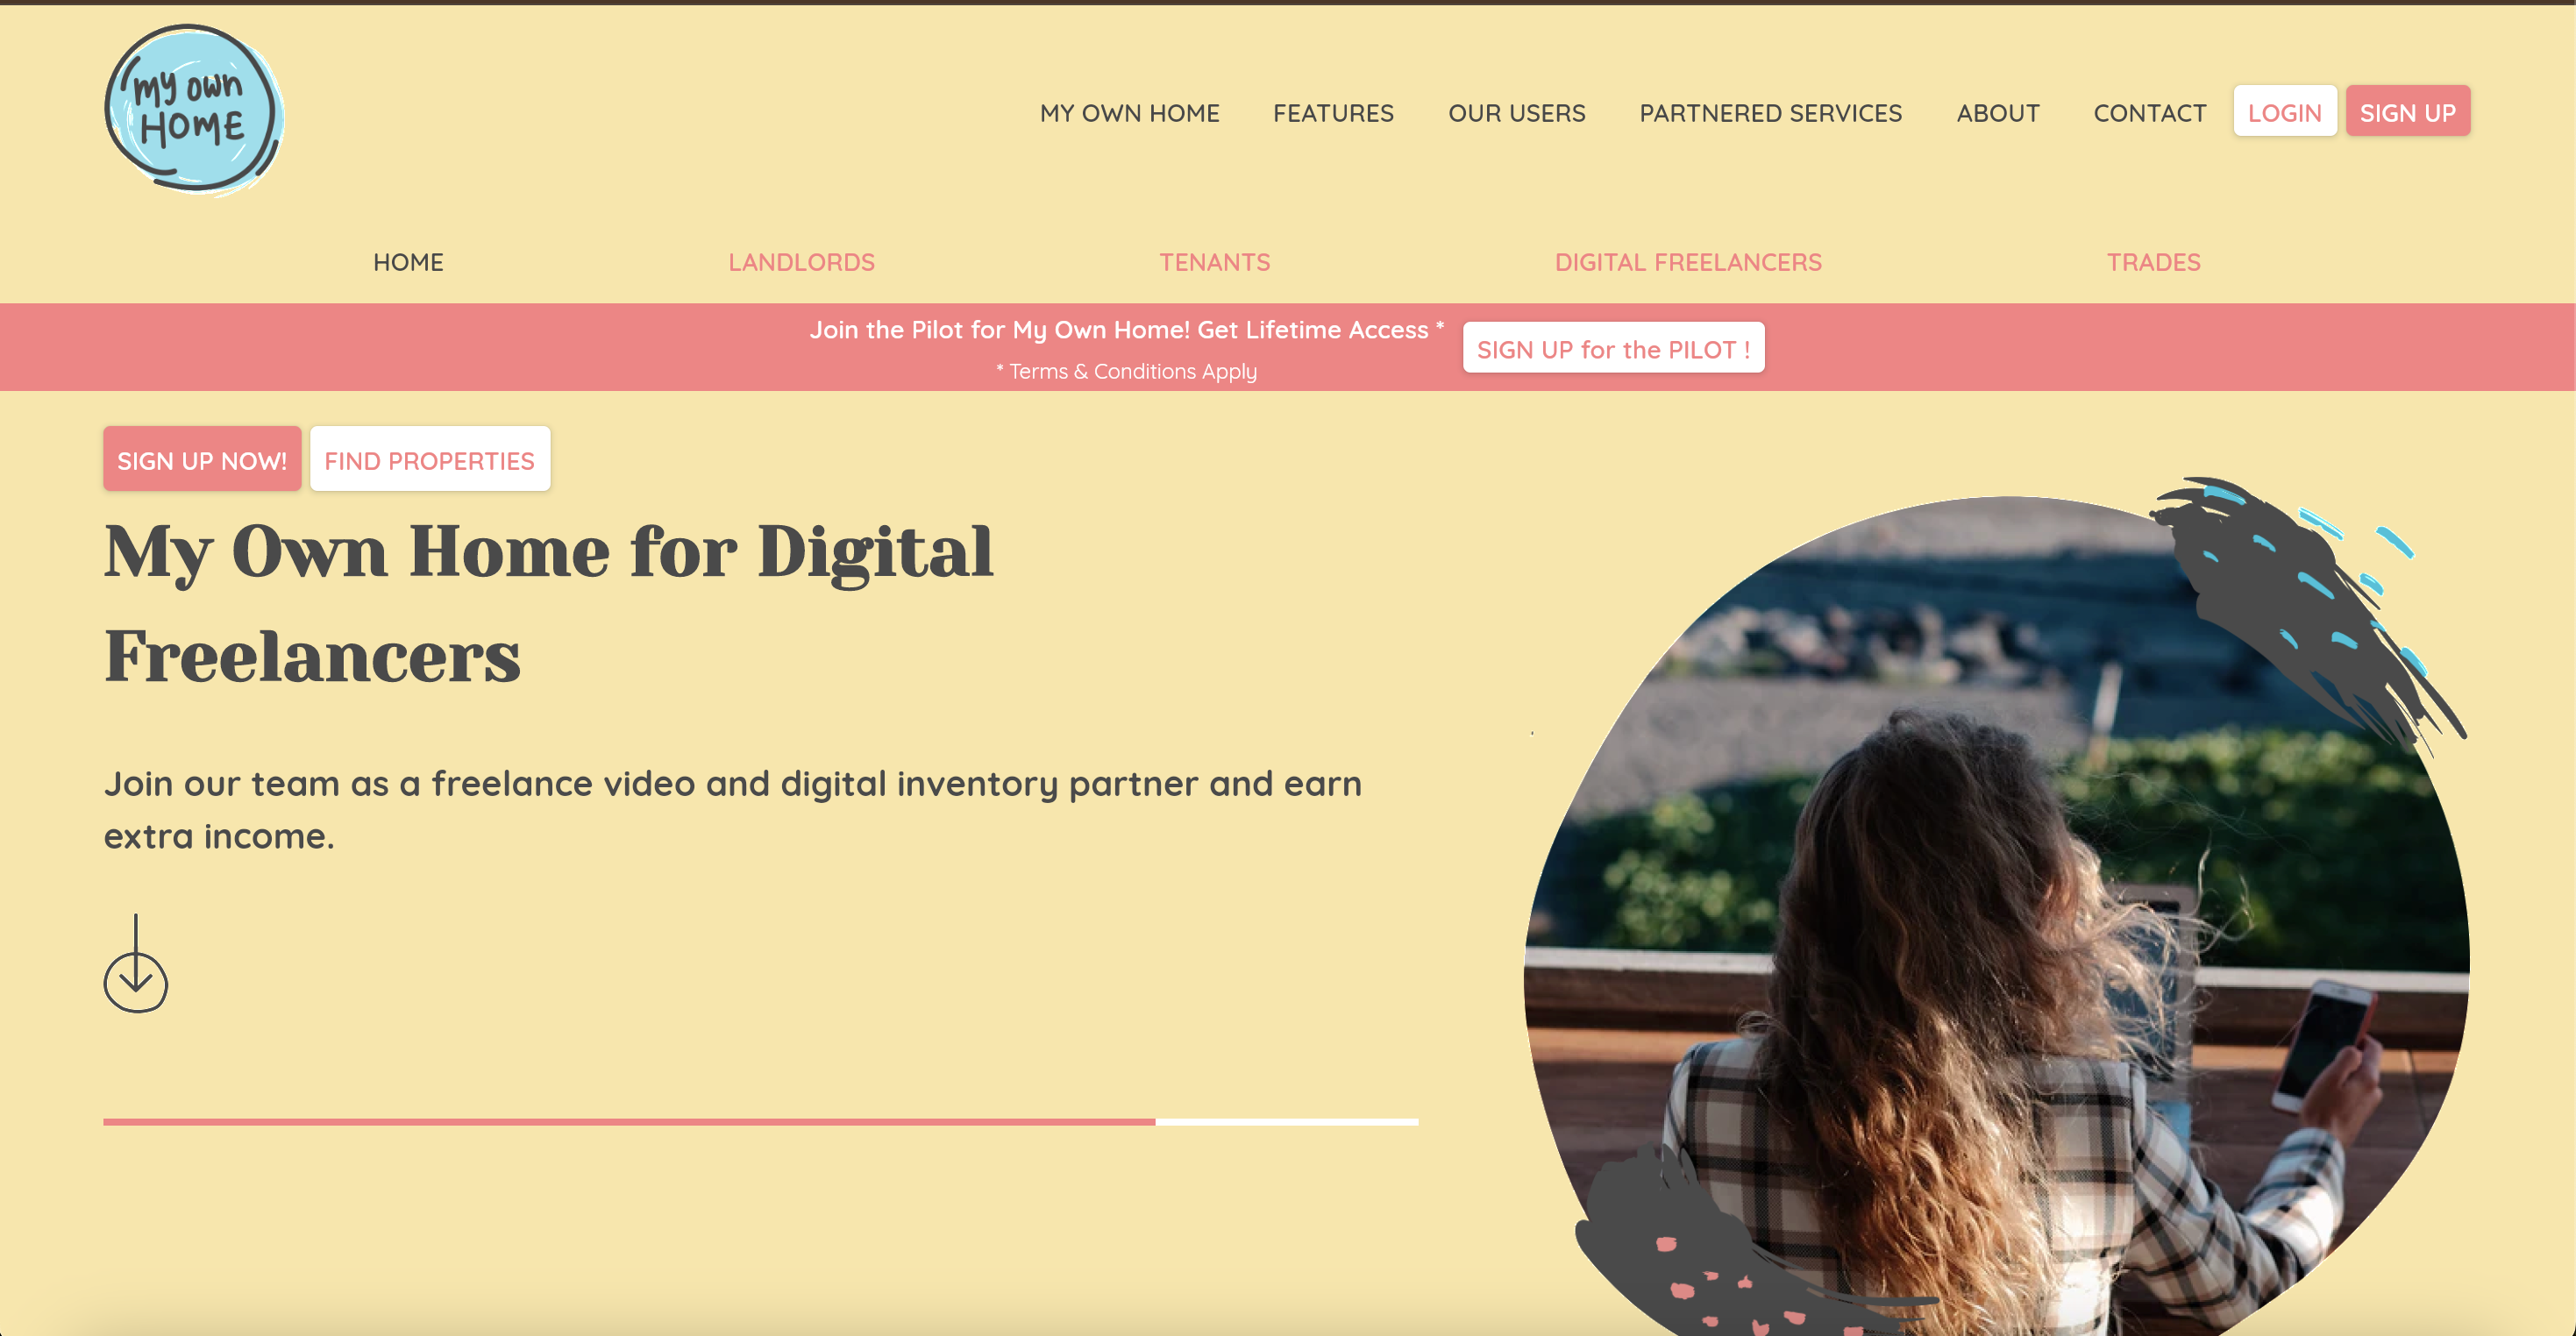 my own
HOME
MY OWN HOME FEATURES OUR USERS PARTNERED SERVICES ABOUT CONTACT LOGIN SIGN UP
HOME LANDLORDS TENANTS DIGITAL FREELANCERS TRADES
Join the Pilot for My Own Home! Get Lifetime Access *
* Terms & Conditions Apply
SIGN UP for the PILOT !
SIGN UP NOW! FIND PROPERTIES
My Own Home for Digital
Freelancers
Join our team as a freelance video and digital inventory partner and earn
extra income.